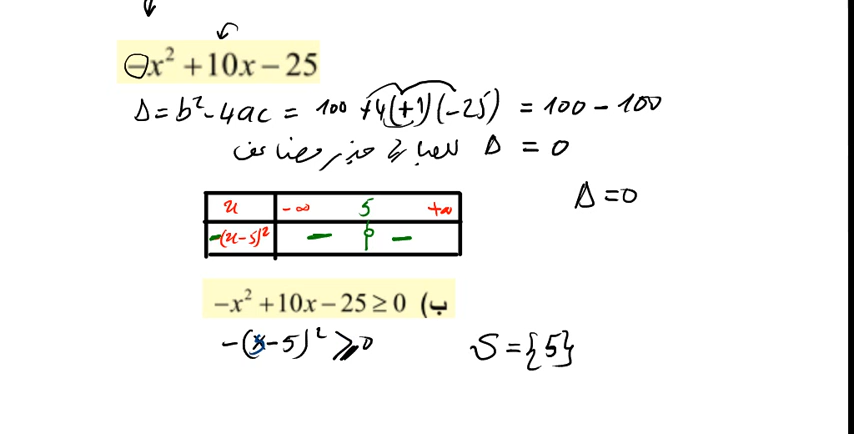 -x² + 10x - 25
Δ = b² - 4ac = 100 + 4(+1)(-25) = 100 - 100
جذر مضاعف Δ = 0
Δ = 0
x -∞ 5 +∞
-(x-5)² - 0 -
ب) -x² + 10x - 25 ≥ 0
-(x-5)² ≥ 0 S = {5}